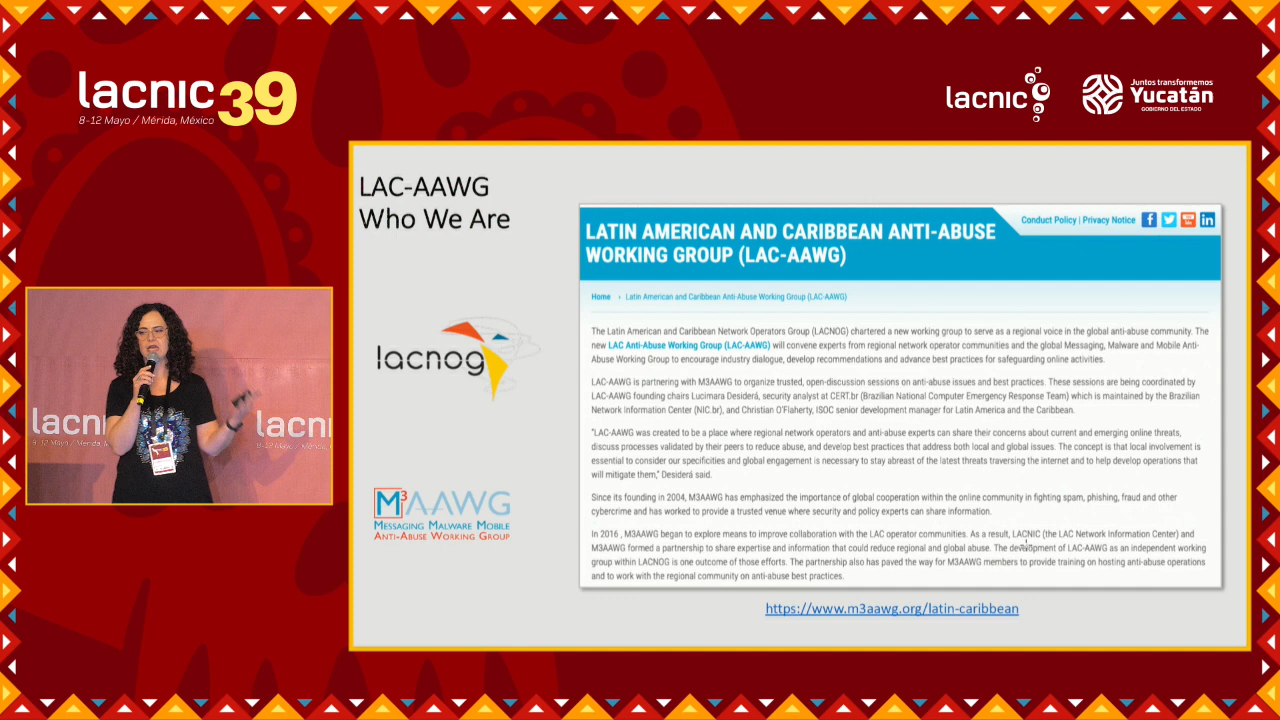 lacnic 39
8-12 Mayo / Mérida, México
lacnic
Juntos transformemos
Yucatán
GOBIERNO DEL ESTADO
LAC-AAWG
Who We Are
lacnog
M3AAWG
MESSAGING MALWARE MOBILE
ANTI-ABUSE WORKING GROUP
Conduct Policy | Privacy Notice
LATIN AMERICAN AND CARIBBEAN ANTI-ABUSE
WORKING GROUP (LAC-AAWG)
Home › Latin American and Caribbean Anti-Abuse Working Group (LAC-AAWG)
The Latin American and Caribbean Network Operators Group (LACNOG) chartered a new working group to serve as a regional voice in the global anti-abuse community. The
new LAC Anti-Abuse Working Group (LAC-AAWG) will convene experts from regional network operator communities and the global Messaging, Malware and Mobile Anti-
Abuse Working Group to encourage industry dialogue, develop recommendations and advance best practices for safeguarding online activities.
LAC-AAWG is partnering with M3AAWG to organize trusted, open-discussion sessions on anti-abuse issues and best practices. These sessions are being coordinated by
LAC-AAWG founding chairs Lucimara Desiderá, security analyst at CERT.br (Brazilian National Computer Emergency Response Team) which is maintained by the Brazilian
Network Information Center (NIC.br), and Christian O'Flaherty, ISOC senior development manager for Latin America and the Caribbean.
"LAC-AAWG was created to be a place where regional network operators and anti-abuse experts can share their concerns about current and emerging online threats,
discuss processes validated by their peers to reduce abuse, and develop best practices that address both local and global issues. The concept is that local involvement is
essential to consider our specificities and global engagement is necessary to stay abreast of the latest threats traversing the internet and to help develop operations that
will mitigate them," Desiderá said.
Since its founding in 2004, M3AAWG has emphasized the importance of global cooperation within the online community in fighting spam, phishing, fraud and other
cybercrime and has worked to provide a trusted venue where security and policy experts can share information.
In 2016 , M3AAWG began to explore means to improve collaboration with the LAC operator communities. As a result, LACNIC (the LAC Network Information Center) and
M3AAWG formed a partnership to share expertise and information that could reduce regional and global abuse. The development of LAC-AAWG as an independent working
group within LACNOG is one outcome of those efforts. The partnership also has paved the way for M3AAWG members to provide training on hosting anti-abuse operations
and to work with the regional community on anti-abuse best practices.
https://www.m3aawg.org/latin-caribbean
lacni
lacni